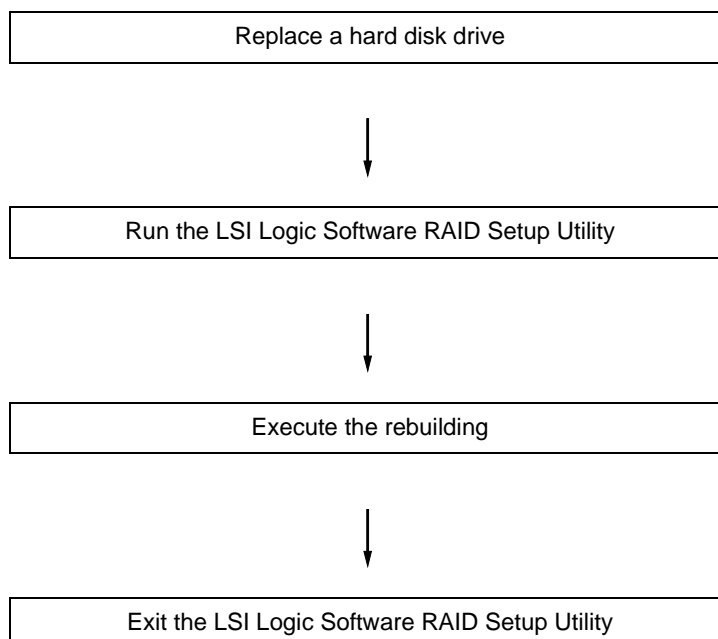 Replace a hard disk drive
Run the LSI Logic Software RAID Setup Utility
Execute the rebuilding
Exit the LSI Logic Software RAID Setup Utility